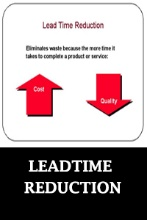 Lead Time Reduction
Eliminates waste because the more time it
takes to complete a product or service:
Cost
Quality
LEADTIME
REDUCTION